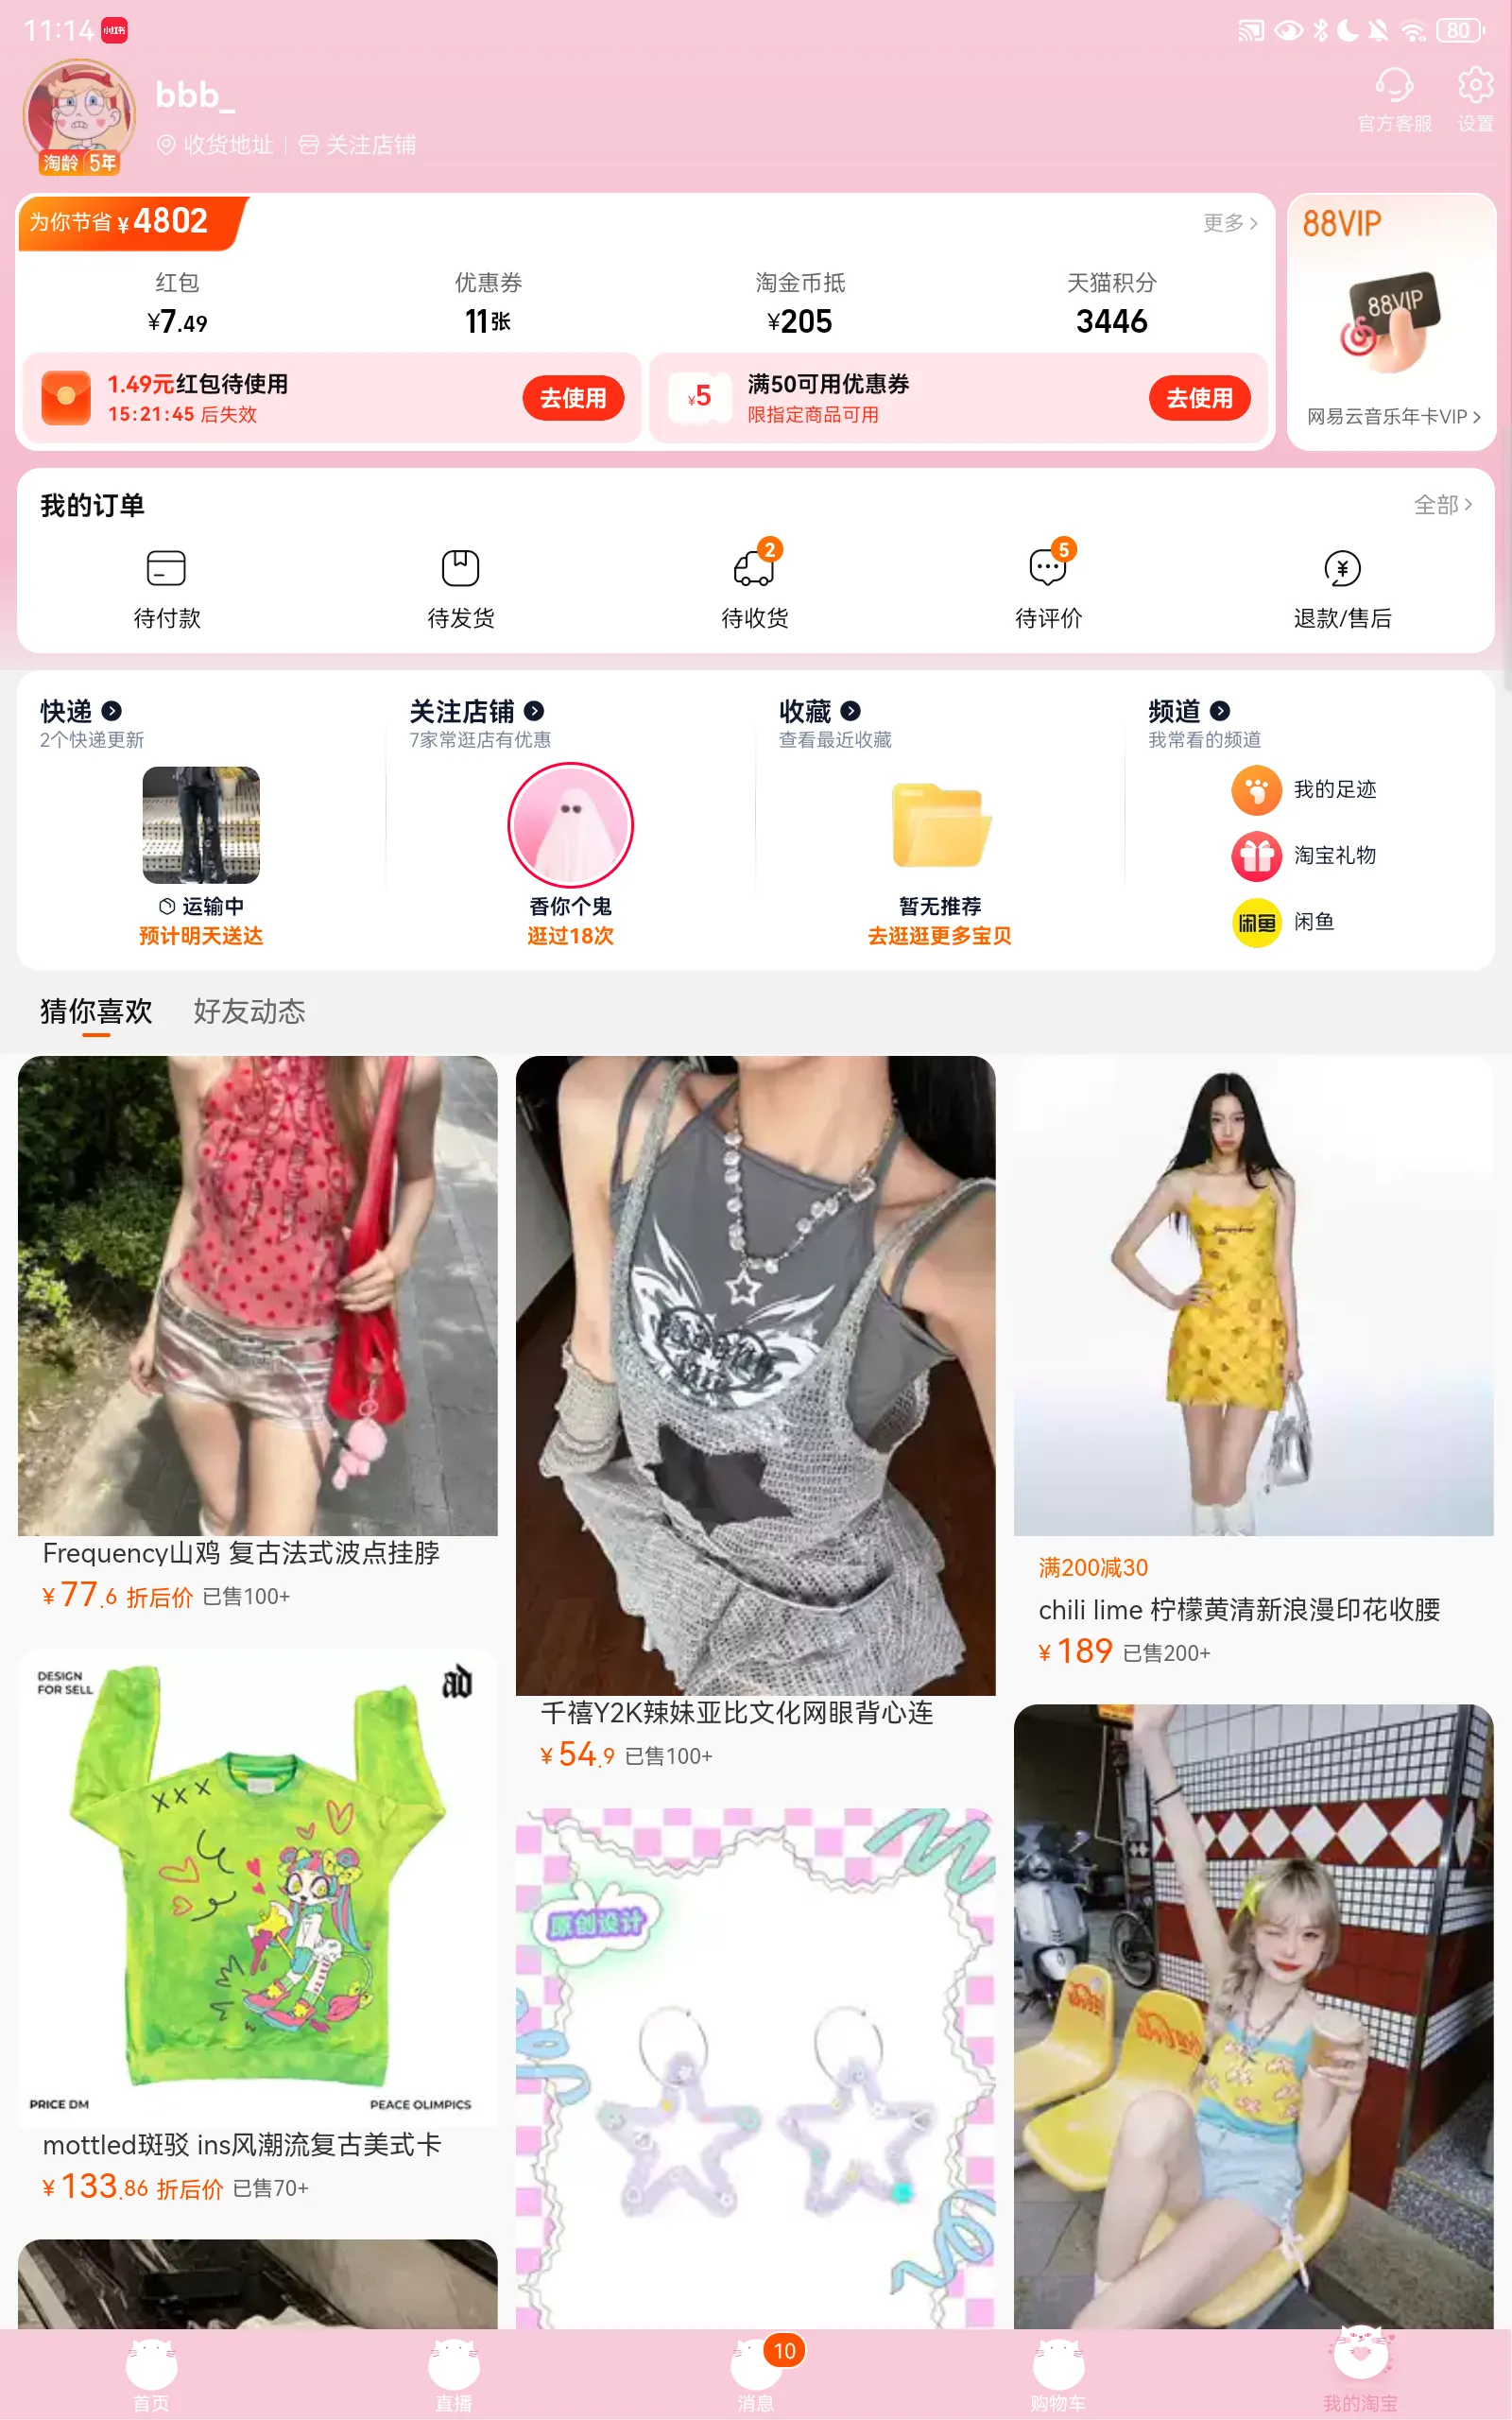 11:14 小红书 80
bbb_
收货地址 | 关注店铺
官方客服 设置
淘龄 5年
为你节省 ¥4802 更多
红包 优惠券 淘金币抵 天猫积分
¥7.49 11张 ¥205 3446
1.49元红包待使用
15:21:45 后失效
去使用
¥5
满50可用优惠券
限指定商品可用
去使用
88VIP
88VIP
网易云音乐年卡VIP
我的订单 全部
2 5
待付款 待发货 待收货 待评价 退款/售后
快递 关注店铺 收藏 频道
2个快递更新 7家常逛店有优惠 查看最近收藏 我常看的频道
我的足迹
淘宝礼物
闲鱼 闲鱼
运输中 香你个鬼 暂无推荐
预计明天送达 逛过18次 去逛逛更多宝贝
猜你喜欢 好友动态
Frequency山鸡 复古法式波点挂脖
¥77.6 折后价 已售100+
千禧Y2K辣妹亚比文化网眼背心连
¥54.9 已售100+
满200减30
chili lime 柠檬黄清新浪漫印花收腰
¥189 已售200+
DESIGN
FOR SELL
ad
XXX
PRICE DM PEACE OLIMPICS
mottled斑驳 ins风潮流复古美式卡
¥133.86 折后价 已售70+
原创设计
10
首页 直播 消息 购物车 我的淘宝